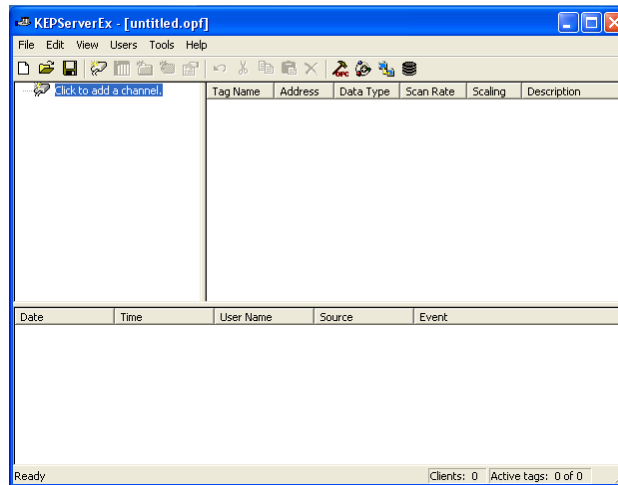 KEPServerEx - [untitled.opf]
File Edit View Users Tools Help
OPC
Click to add a channel.
Tag Name Address Data Type Scan Rate Scaling Description
Date Time User Name Source Event
Ready Clients: 0 Active tags: 0 of 0